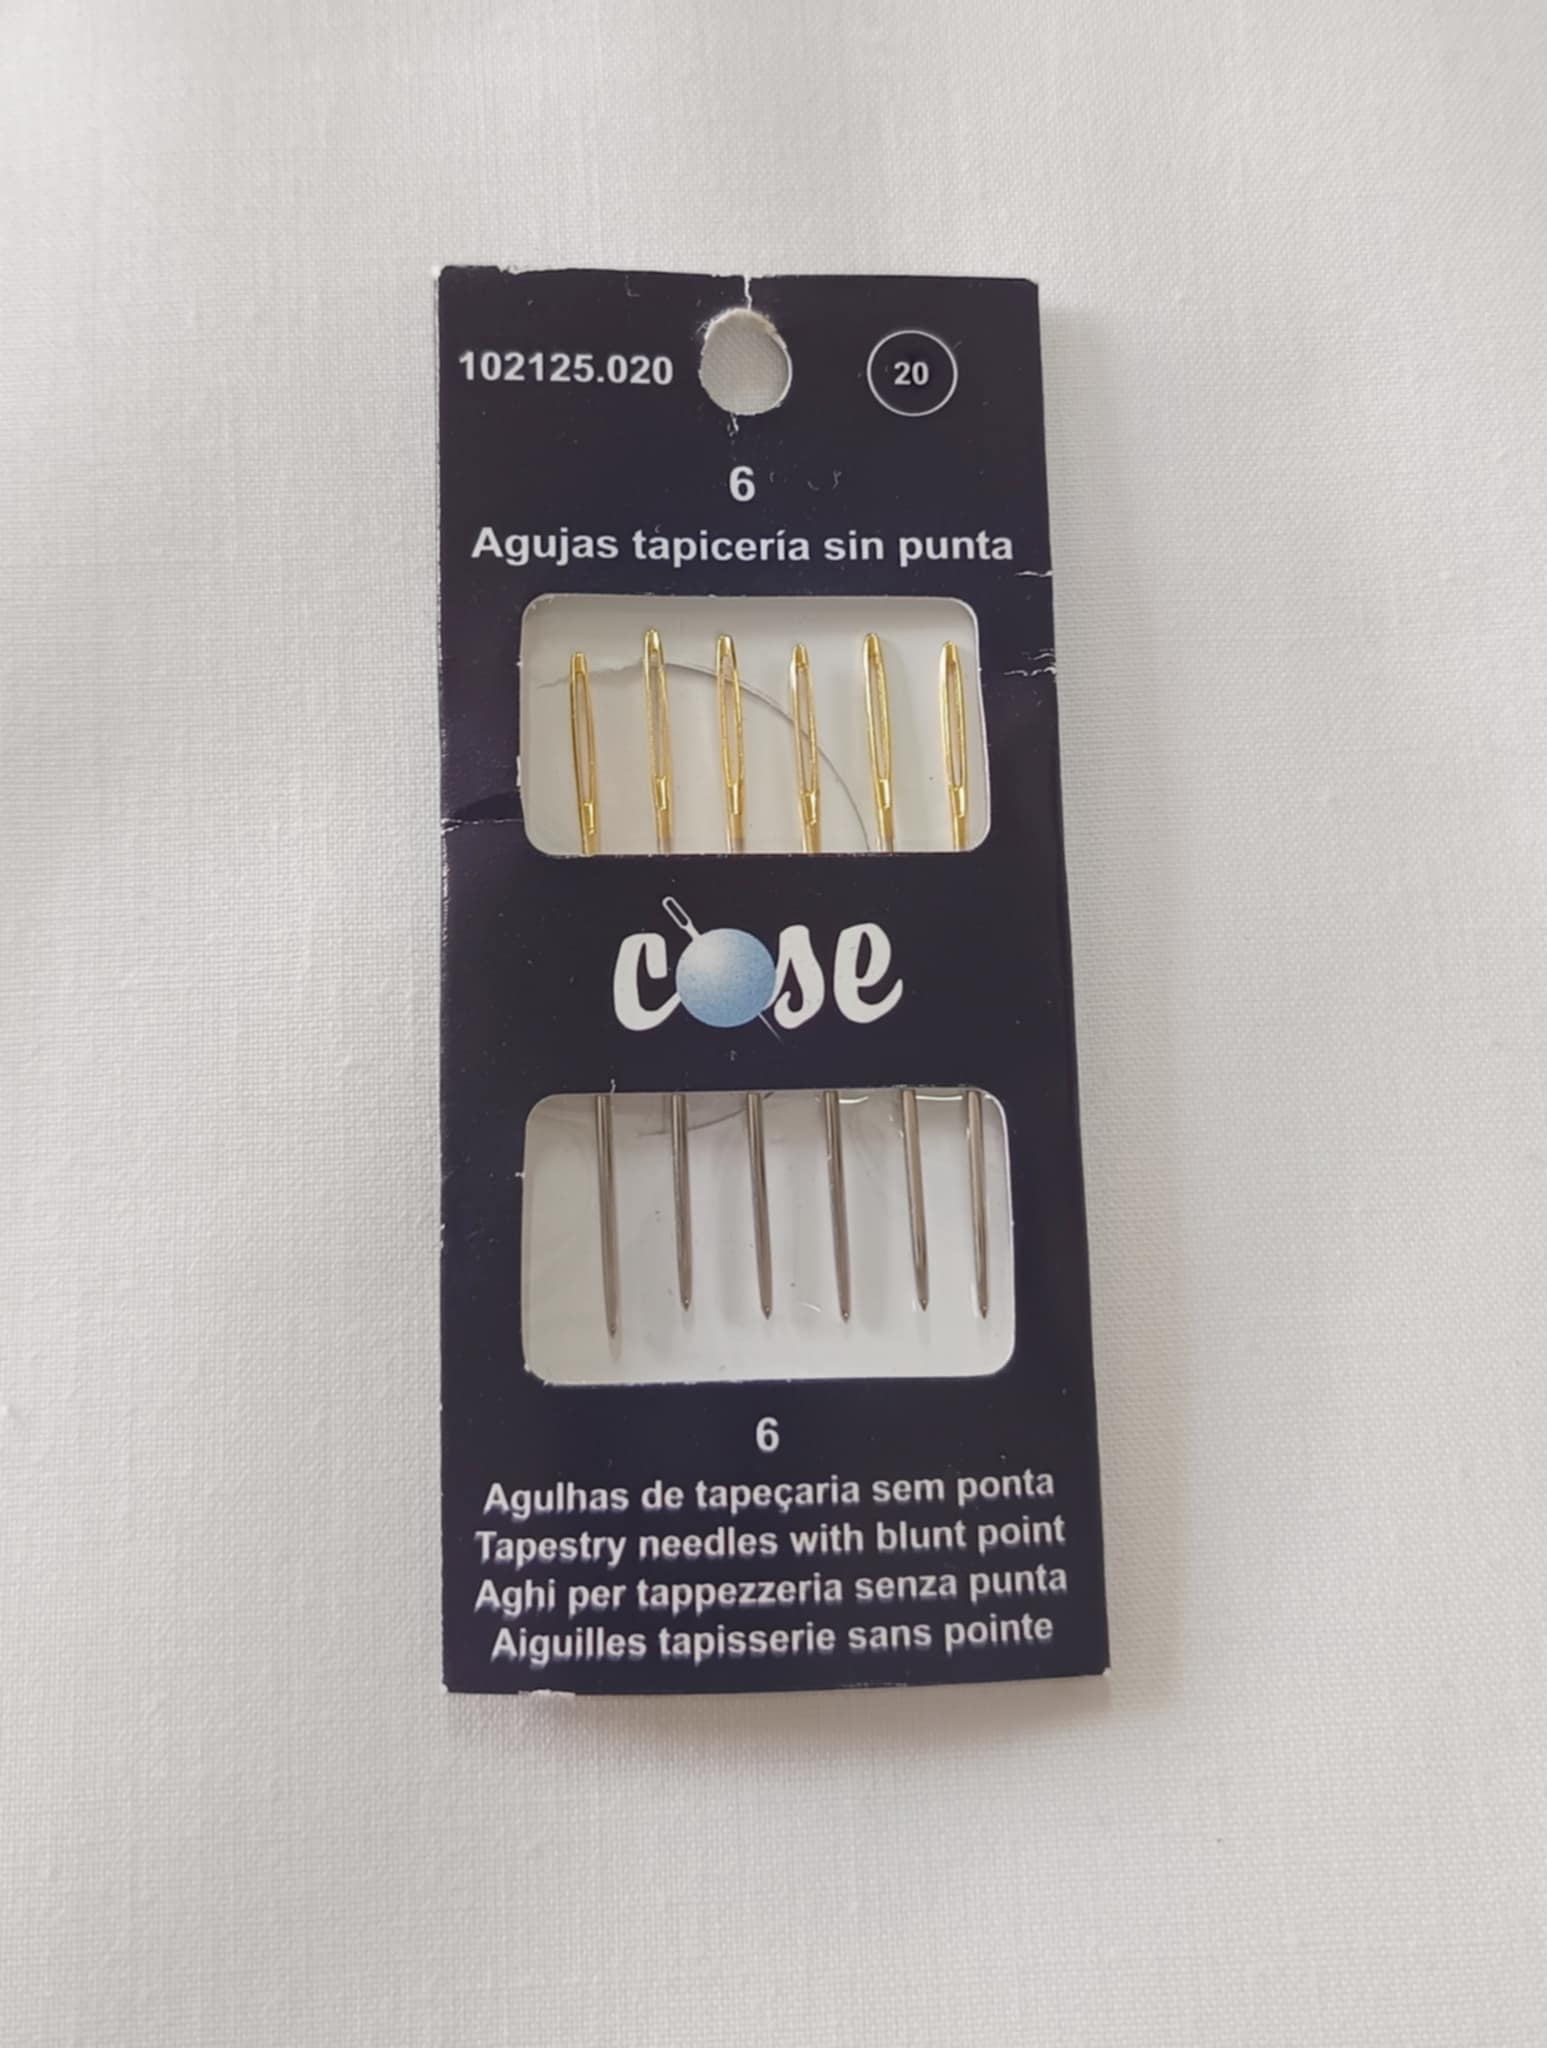 102125.020 20
6
Agujas tapicería sin punta
cose
6
Agulhas de tapeçaria sem ponta
Tapestry needles with blunt point
Aghi per tappezzeria senza punta
Aiguilles tapisserie sans pointe